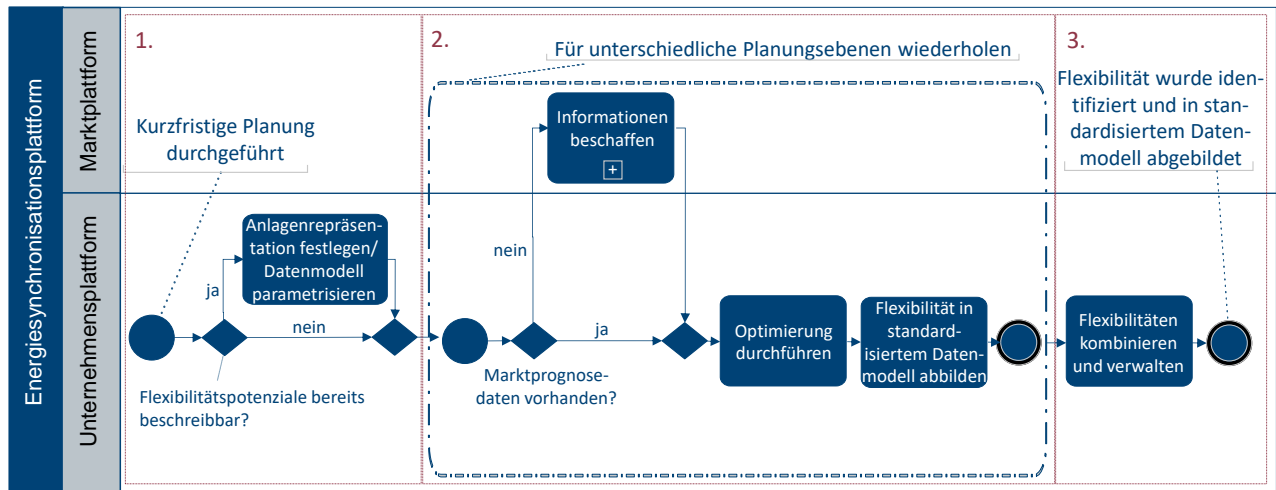 Energiesynchronisationsplattform
Marktplattform
Unternehmensplattform
1.
Kurzfristige Planung
durchgeführt
Anlagenrepräsen-
tation festlegen/
Datenmodell
parametrisieren
ja
nein
Flexibilitätspotenziale bereits
beschreibbar?
2.
Für unterschiedliche Planungsebenen wiederholen
Informationen
beschaffen
+
nein
ja
Marktprognose-
daten vorhanden?
Optimierung
durchführen
Flexibilität in
standard-
isiertem Daten-
modell abbilden
3.
Flexibilität wurde iden-
tifiziert und in stan-
dardisiertem Daten-
modell abgebildet
Flexibilitäten
kombinieren
und verwalten